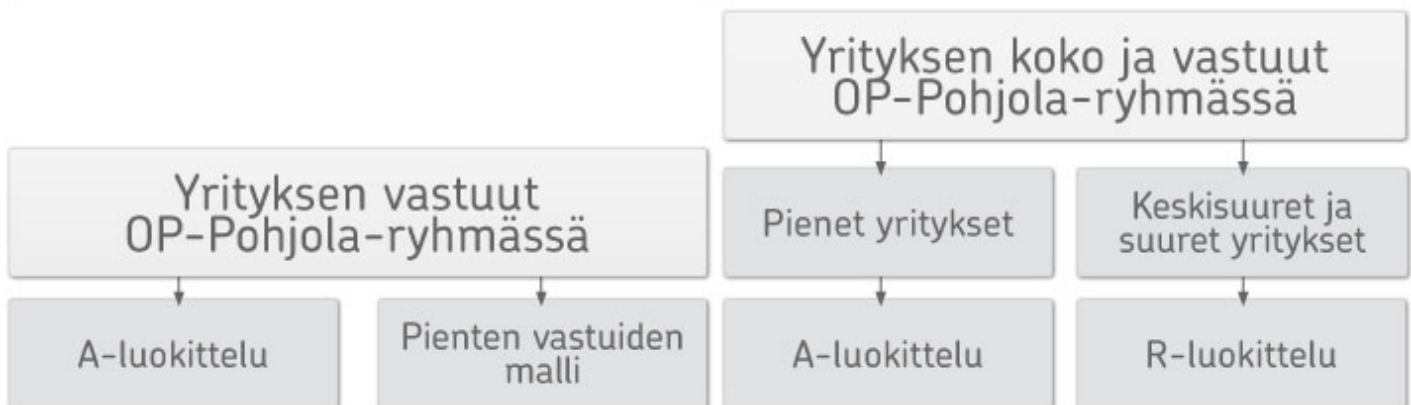 Yrityksen vastuut
OP-Pohjola-ryhmässä
A-luokittelu
Pienten vastuiden
malli
Yrityksen koko ja vastuut
OP-Pohjola-ryhmässä
Pienet yritykset
Keskisuuret ja
suuret yritykset
A-luokittelu
R-luokittelu